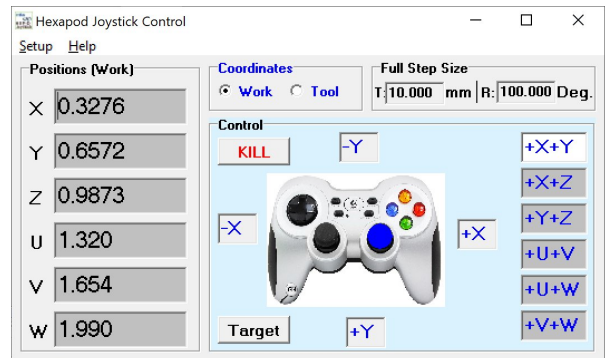 Hexapod Joystick Control
Setup Help
Positions (Work)
X 0.3276
Y 0.6572
Z 0.9873
U 1.320
V 1.654
W 1.990
Coordinates
Work Tool
Full Step Size
T: 10.000 mm R: 100.000 Deg.
Control
KILL
-Y
-X
+X
Target
+Y
+X+Y
+X+Z
+Y+Z
+U+V
+U+W
+V+W